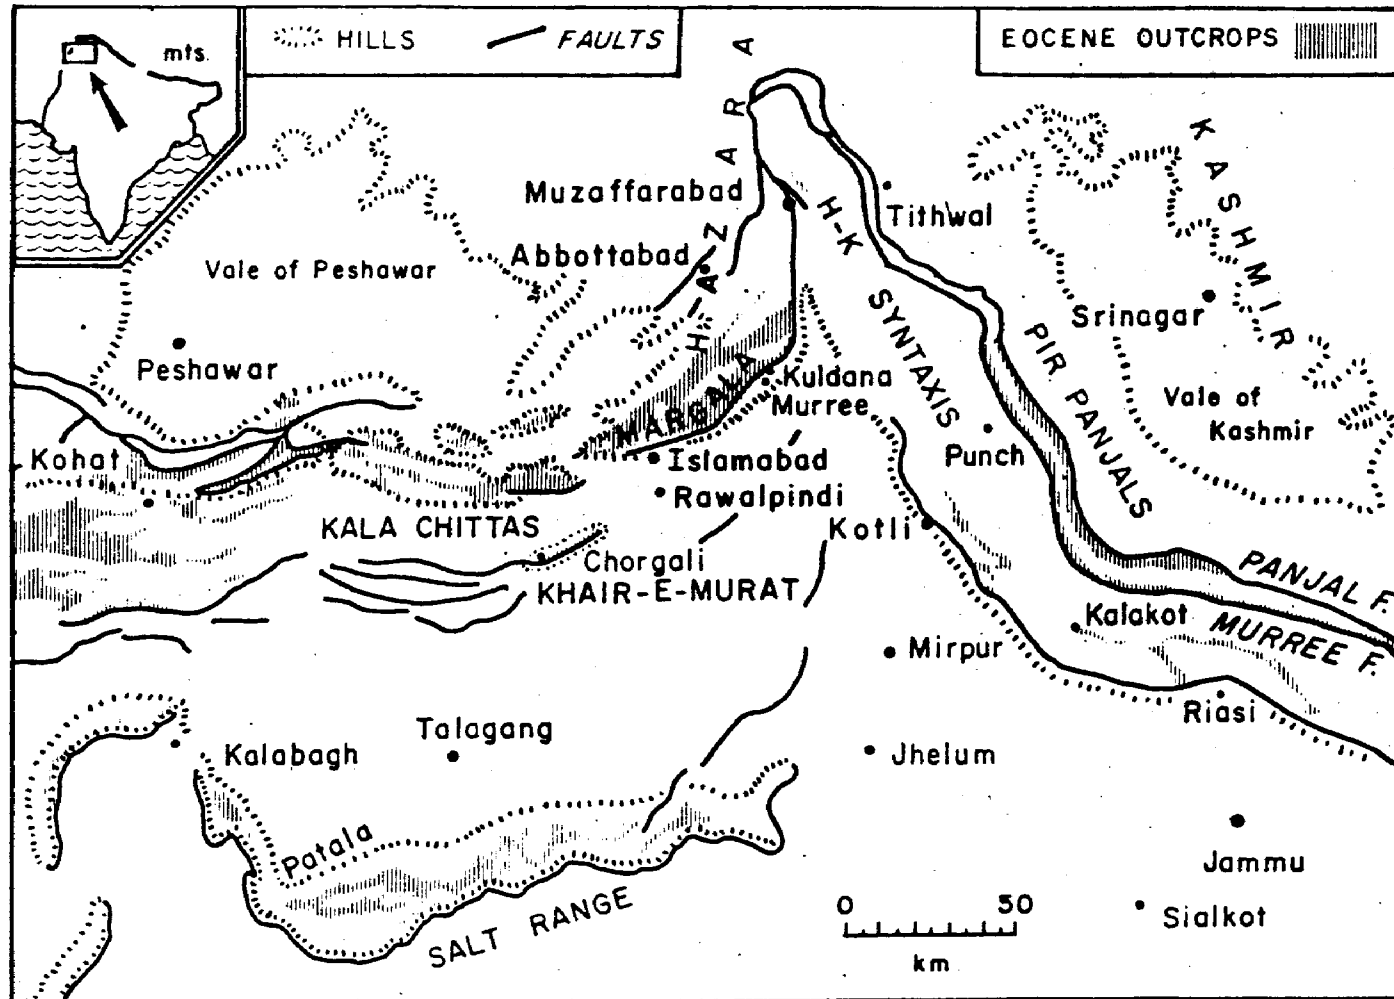 mts.
HILLS
FAULTS
EOCENE OUTCROPS
HAZARA
KASHMIR
Muzaffarabad
Tithwal
H-K SYNTAXIS
Abbottabad
Vale of Peshawar
Srinagar
PIR PANJALS
Peshawar
MARGALA
Kuldana
Murree
Vale of
Kashmir
Kohat
Islamabad
Punch
Rawalpindi
KALA CHITTAS
Kotli
Chorgali
KHAIR-E-MURAT
PANJAL F.
Kalakot
MURREE F.
Mirpur
Riasi
Talagang
Kalabagh
Jhelum
Patala
Jammu
SALT RANGE
0 50
km
Sialkot